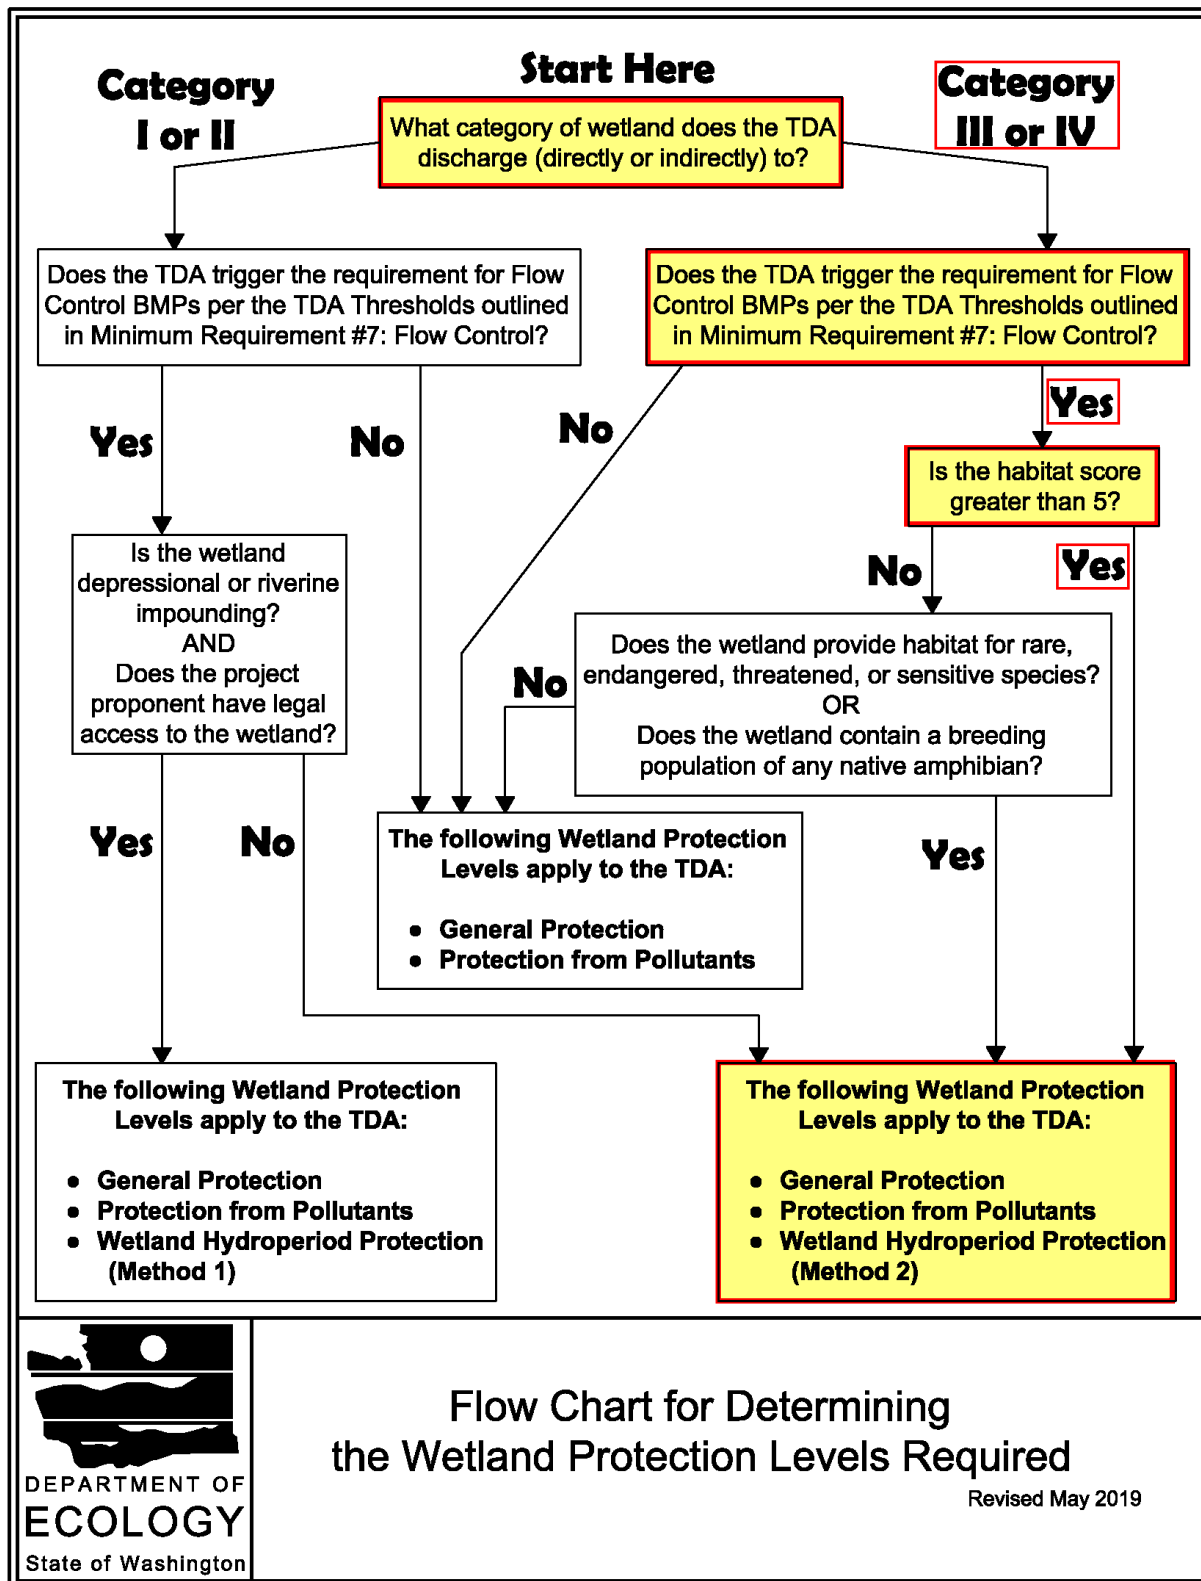 Start Here
Category
I or II
Category
III or IV
What category of wetland does the TDA
discharge (directly or indirectly) to?
Does the TDA trigger the requirement for Flow
Control BMPs per the TDA Thresholds outlined
in Minimum Requirement #7: Flow Control?
Does the TDA trigger the requirement for Flow
Control BMPs per the TDA Thresholds outlined
in Minimum Requirement #7: Flow Control?
Yes
No
No
Yes
Is the habitat score
greater than 5?
Is the wetland
depressional or riverine
impounding?
AND
Does the project
proponent have legal
access to the wetland?
No
Yes
Does the wetland provide habitat for rare,
endangered, threatened, or sensitive species?
OR
Does the wetland contain a breeding
population of any native amphibian?
No
Yes
No
Yes
The following Wetland Protection
Levels apply to the TDA:
• General Protection
• Protection from Pollutants
The following Wetland Protection
Levels apply to the TDA:
• General Protection
• Protection from Pollutants
• Wetland Hydroperiod Protection
(Method 1)
The following Wetland Protection
Levels apply to the TDA:
• General Protection
• Protection from Pollutants
• Wetland Hydroperiod Protection
(Method 2)
DEPARTMENT OF
ECOLOGY
State of Washington
Flow Chart for Determining
the Wetland Protection Levels Required
Revised May 2019